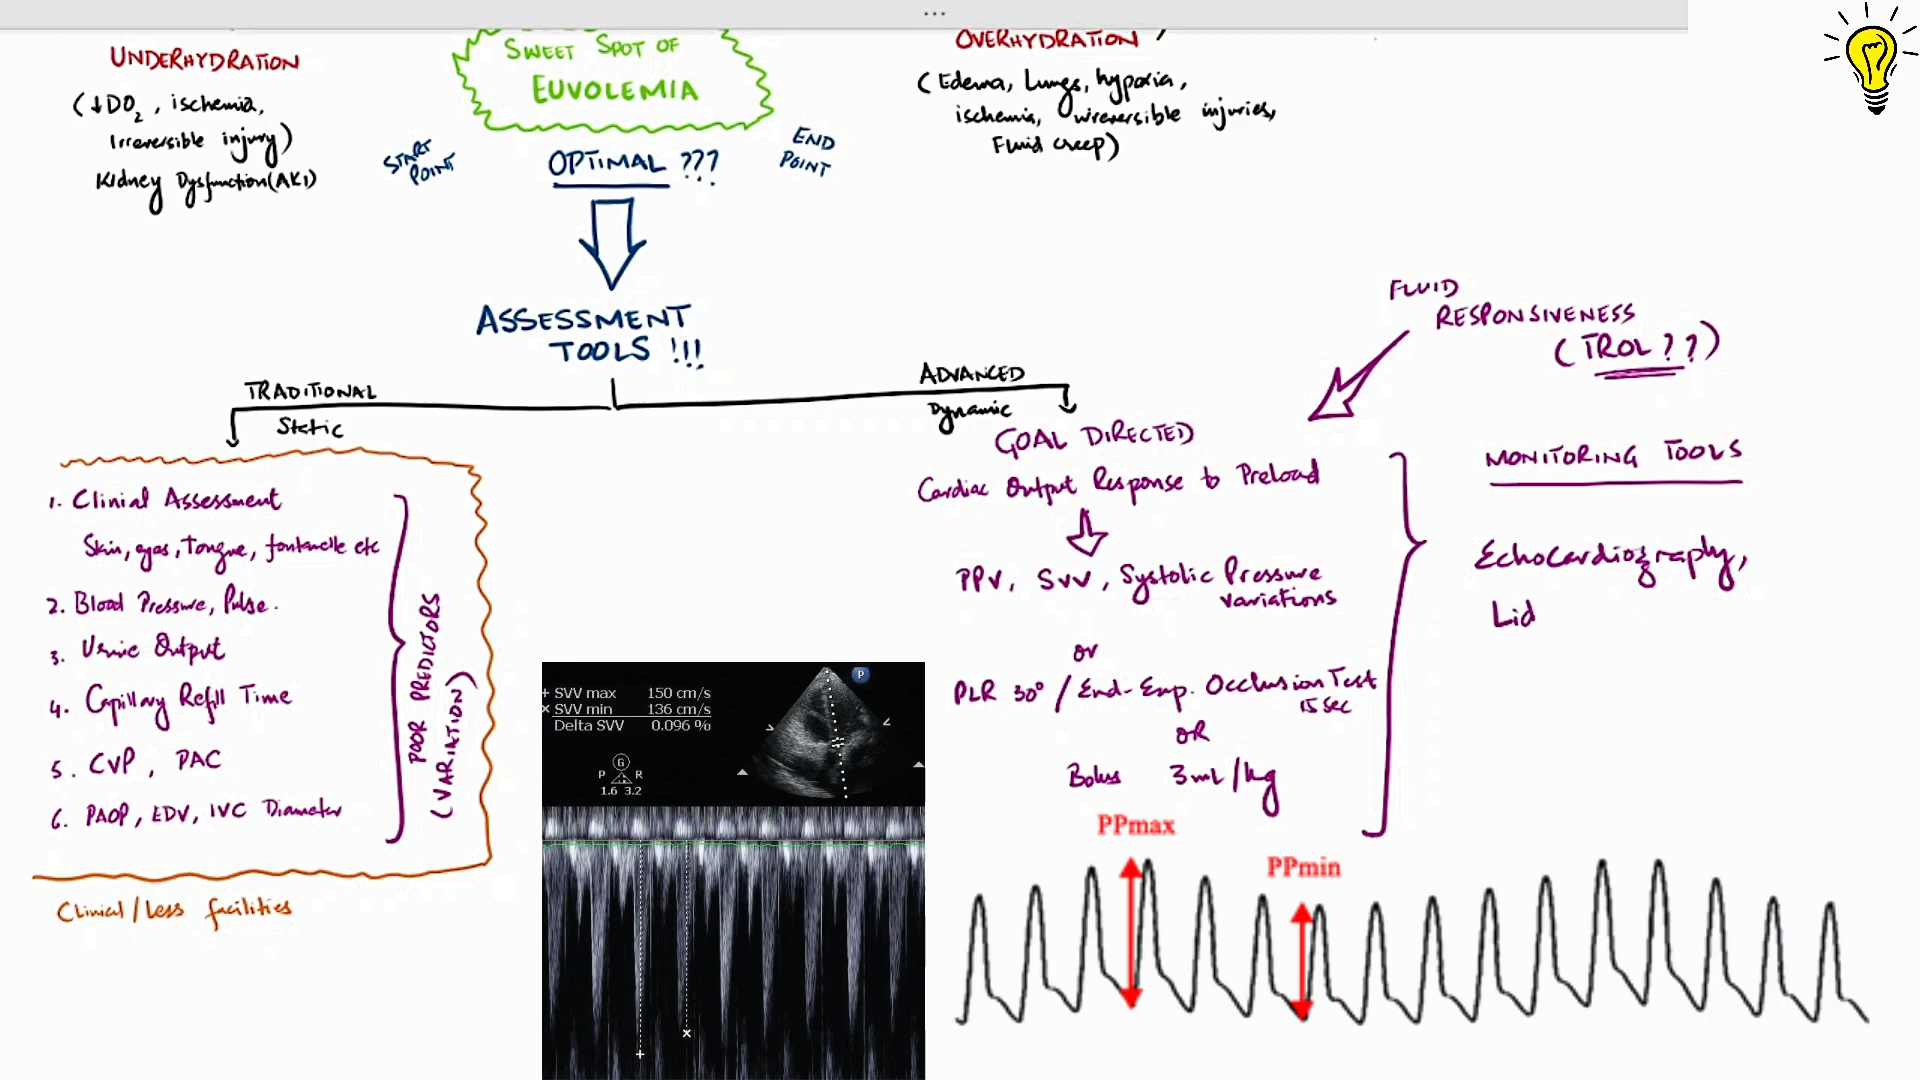 ...
UNDERHYDRATION
(↓DO2, ischemia,
Irreversible injury)
Kidney Dysfunction(AKI)
SWEET SPOT OF
EUVOLEMIA
START
POINT
OPTIMAL ???
END
POINT
OVERHYDRATION
(Edema, Lungs, hypoxia,
ischemia, irreversible injuries,
Fluid creep)
ASSESSMENT
TOOLS !!!
TRADITIONAL
Static
ADVANCED
Dynamic
1. Clinical Assessment
Skin, eyes, Tongue, fontanelle etc
2. Blood Pressure, Pulse.
3. Urine Output
4. Capillary Refill Time
5. CVP, PAC
6. PAOP, EDV, IVC Diameter
POOR PREDICTORS
(VARIATION)
Clinical / Less facilities
FLUID
RESPONSIVENESS
(TROL??)
GOAL DIRECTED
Cardiac Output Response to Preload
PPV, SVV, Systolic Pressure
variations
or
PLR 30° / End-Exp. Occlusion Test
15 sec
OR
Bolus 3mL/kg
MONITORING TOOLS
Echocardiography,
Lid
+ SVV max 150 cm/s
× SVV min 136 cm/s
Delta SVV 0.096 %
P
G
P R
1.6 3.2
PPmax
PPmin